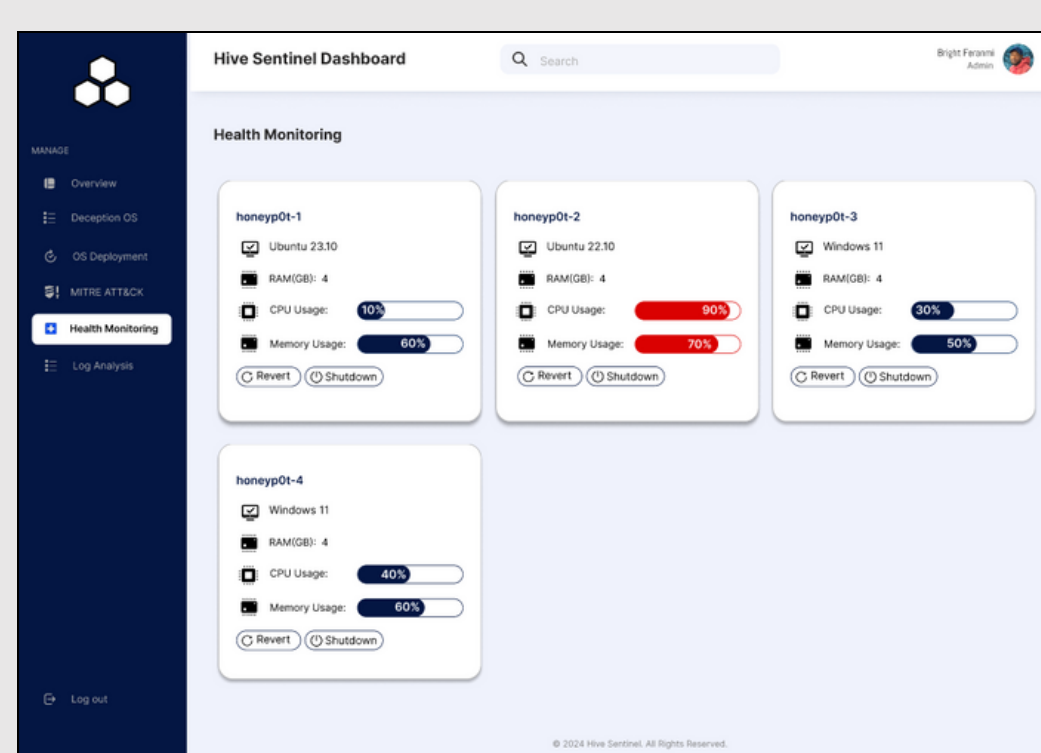 Hive Sentinel Dashboard
Search
Bright Feranmi
Admin
MANAGE
Overview
Deception OS
OS Deployment
MITRE ATT&CK
Health Monitoring
Log Analysis
Log out
Health Monitoring
honeyp0t-1
Ubuntu 23.10
RAM(GB): 4
CPU Usage: 10%
Memory Usage: 60%
Revert Shutdown
honeyp0t-2
Ubuntu 22.10
RAM(GB): 4
CPU Usage: 90%
Memory Usage: 70%
Revert Shutdown
honeyp0t-3
Windows 11
RAM(GB): 4
CPU Usage: 30%
Memory Usage: 50%
Revert Shutdown
honeyp0t-4
Windows 11
RAM(GB): 4
CPU Usage: 40%
Memory Usage: 60%
Revert Shutdown
© 2024 Hive Sentinel. All Rights Reserved.